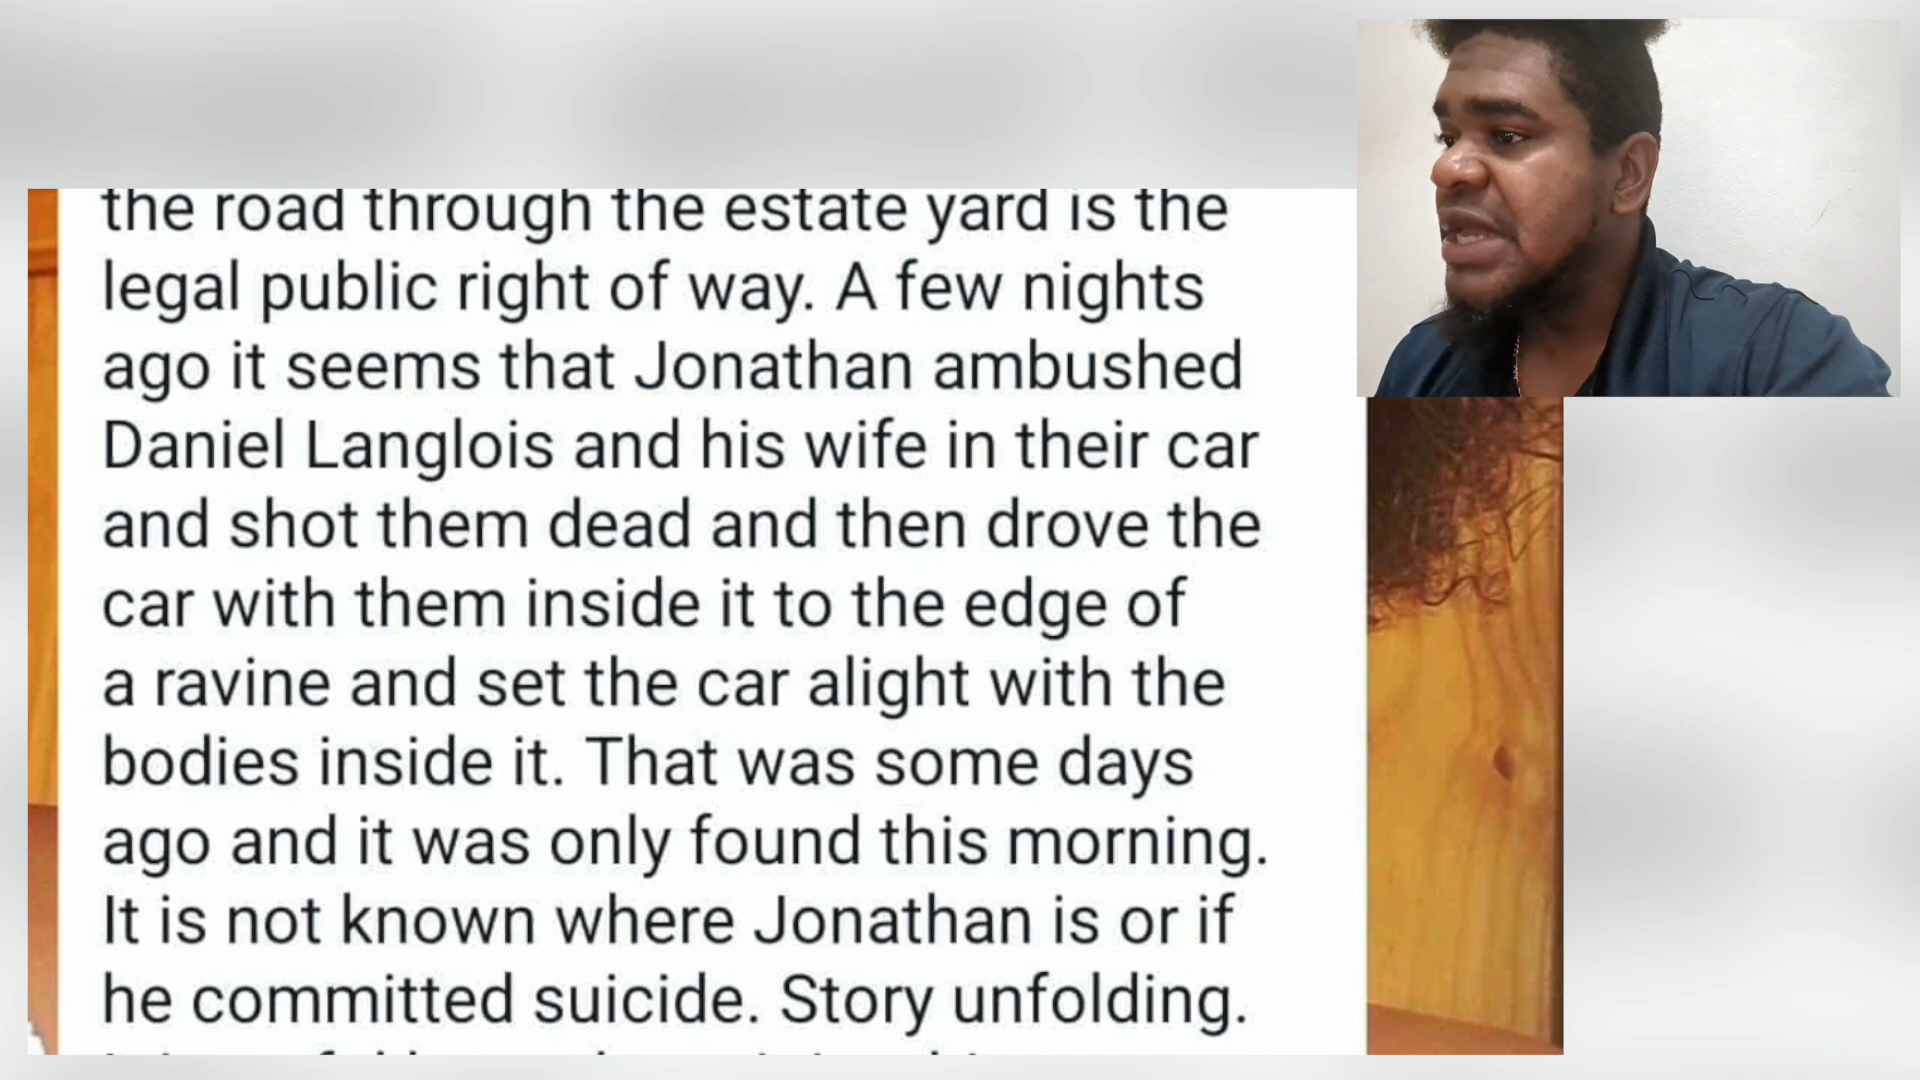 the road through the estate yard is the
legal public right of way. A few nights
ago it seems that Jonathan ambushed
Daniel Langlois and his wife in their car
and shot them dead and then drove the
car with them inside it to the edge of
a ravine and set the car alight with the
bodies inside it. That was some days
ago and it was only found this morning.
It is not known where Jonathan is or if
he committed suicide. Story unfolding.